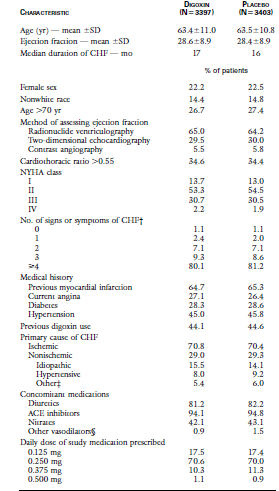 CHARACTERISTIC DIGOXIN (N=3397) PLACEBO (N=3403)
Age (yr) — mean ±SD 63.4±11.0 63.5±10.8
Ejection fraction — mean ±SD 28.6±8.9 28.4±8.9
Median duration of CHF — mo 17 16
% of patients
Female sex 22.2 22.5
Nonwhite race 14.4 14.8
Age >70 yr 26.7 27.4
Method of assessing ejection fraction
Radionuclide ventriculography 65.0 64.2
Two-dimensional echocardiography 29.5 30.0
Contrast angiography 5.5 5.8
Cardiothoracic ratio >0.55 34.6 34.4
NYHA class
I 13.7 13.0
II 53.3 54.5
III 30.7 30.5
IV 2.2 1.9
No. of signs or symptoms of CHF†
0 1.1 1.1
1 2.4 2.0
2 7.1 7.1
3 9.3 8.6
≥4 80.1 81.2
Medical history
Previous myocardial infarction 64.7 65.3
Current angina 27.1 26.4
Diabetes 28.3 28.6
Hypertension 45.0 45.8
Previous digoxin use 44.1 44.6
Primary cause of CHF
Ischemic 70.8 70.4
Nonischemic 29.0 29.3
Idiopathic 15.5 14.1
Hypertensive 8.0 9.2
Other‡ 5.4 6.0
Concomitant medications
Diuretics 81.2 82.2
ACE inhibitors 94.1 94.8
Nitrates 42.1 43.1
Other vasodilators§ 0.9 1.5
Daily dose of study medication prescribed
0.125 mg 17.5 17.4
0.250 mg 70.6 70.0
0.375 mg 10.3 11.3
0.500 mg 1.1 0.9